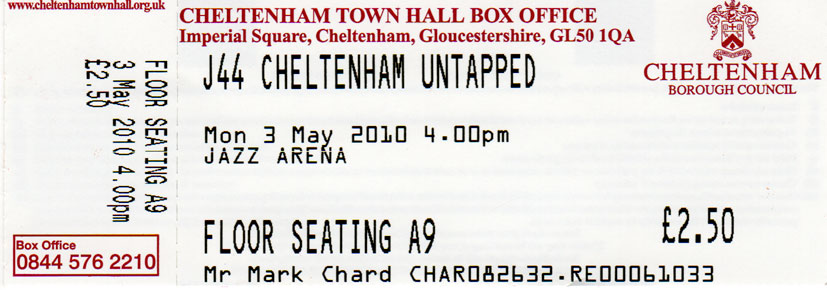 www.cheltenhamtownhall.org.uk
CHELTENHAM TOWN HALL BOX OFFICE
Imperial Square, Cheltenham, Gloucestershire, GL50 1QA
CHELTENHAM
BOROUGH COUNCIL
J44 CHELTENHAM UNTAPPED
Mon 3 May 2010 4.00pm
JAZZ ARENA
FLOOR SEATING A9
£2.50
Mr Mark Chard CHAR082632.RE00061033
FLOOR SEATING A9
3 May 2010 4.00pm
£2.50
Box Office
0844 576 2210